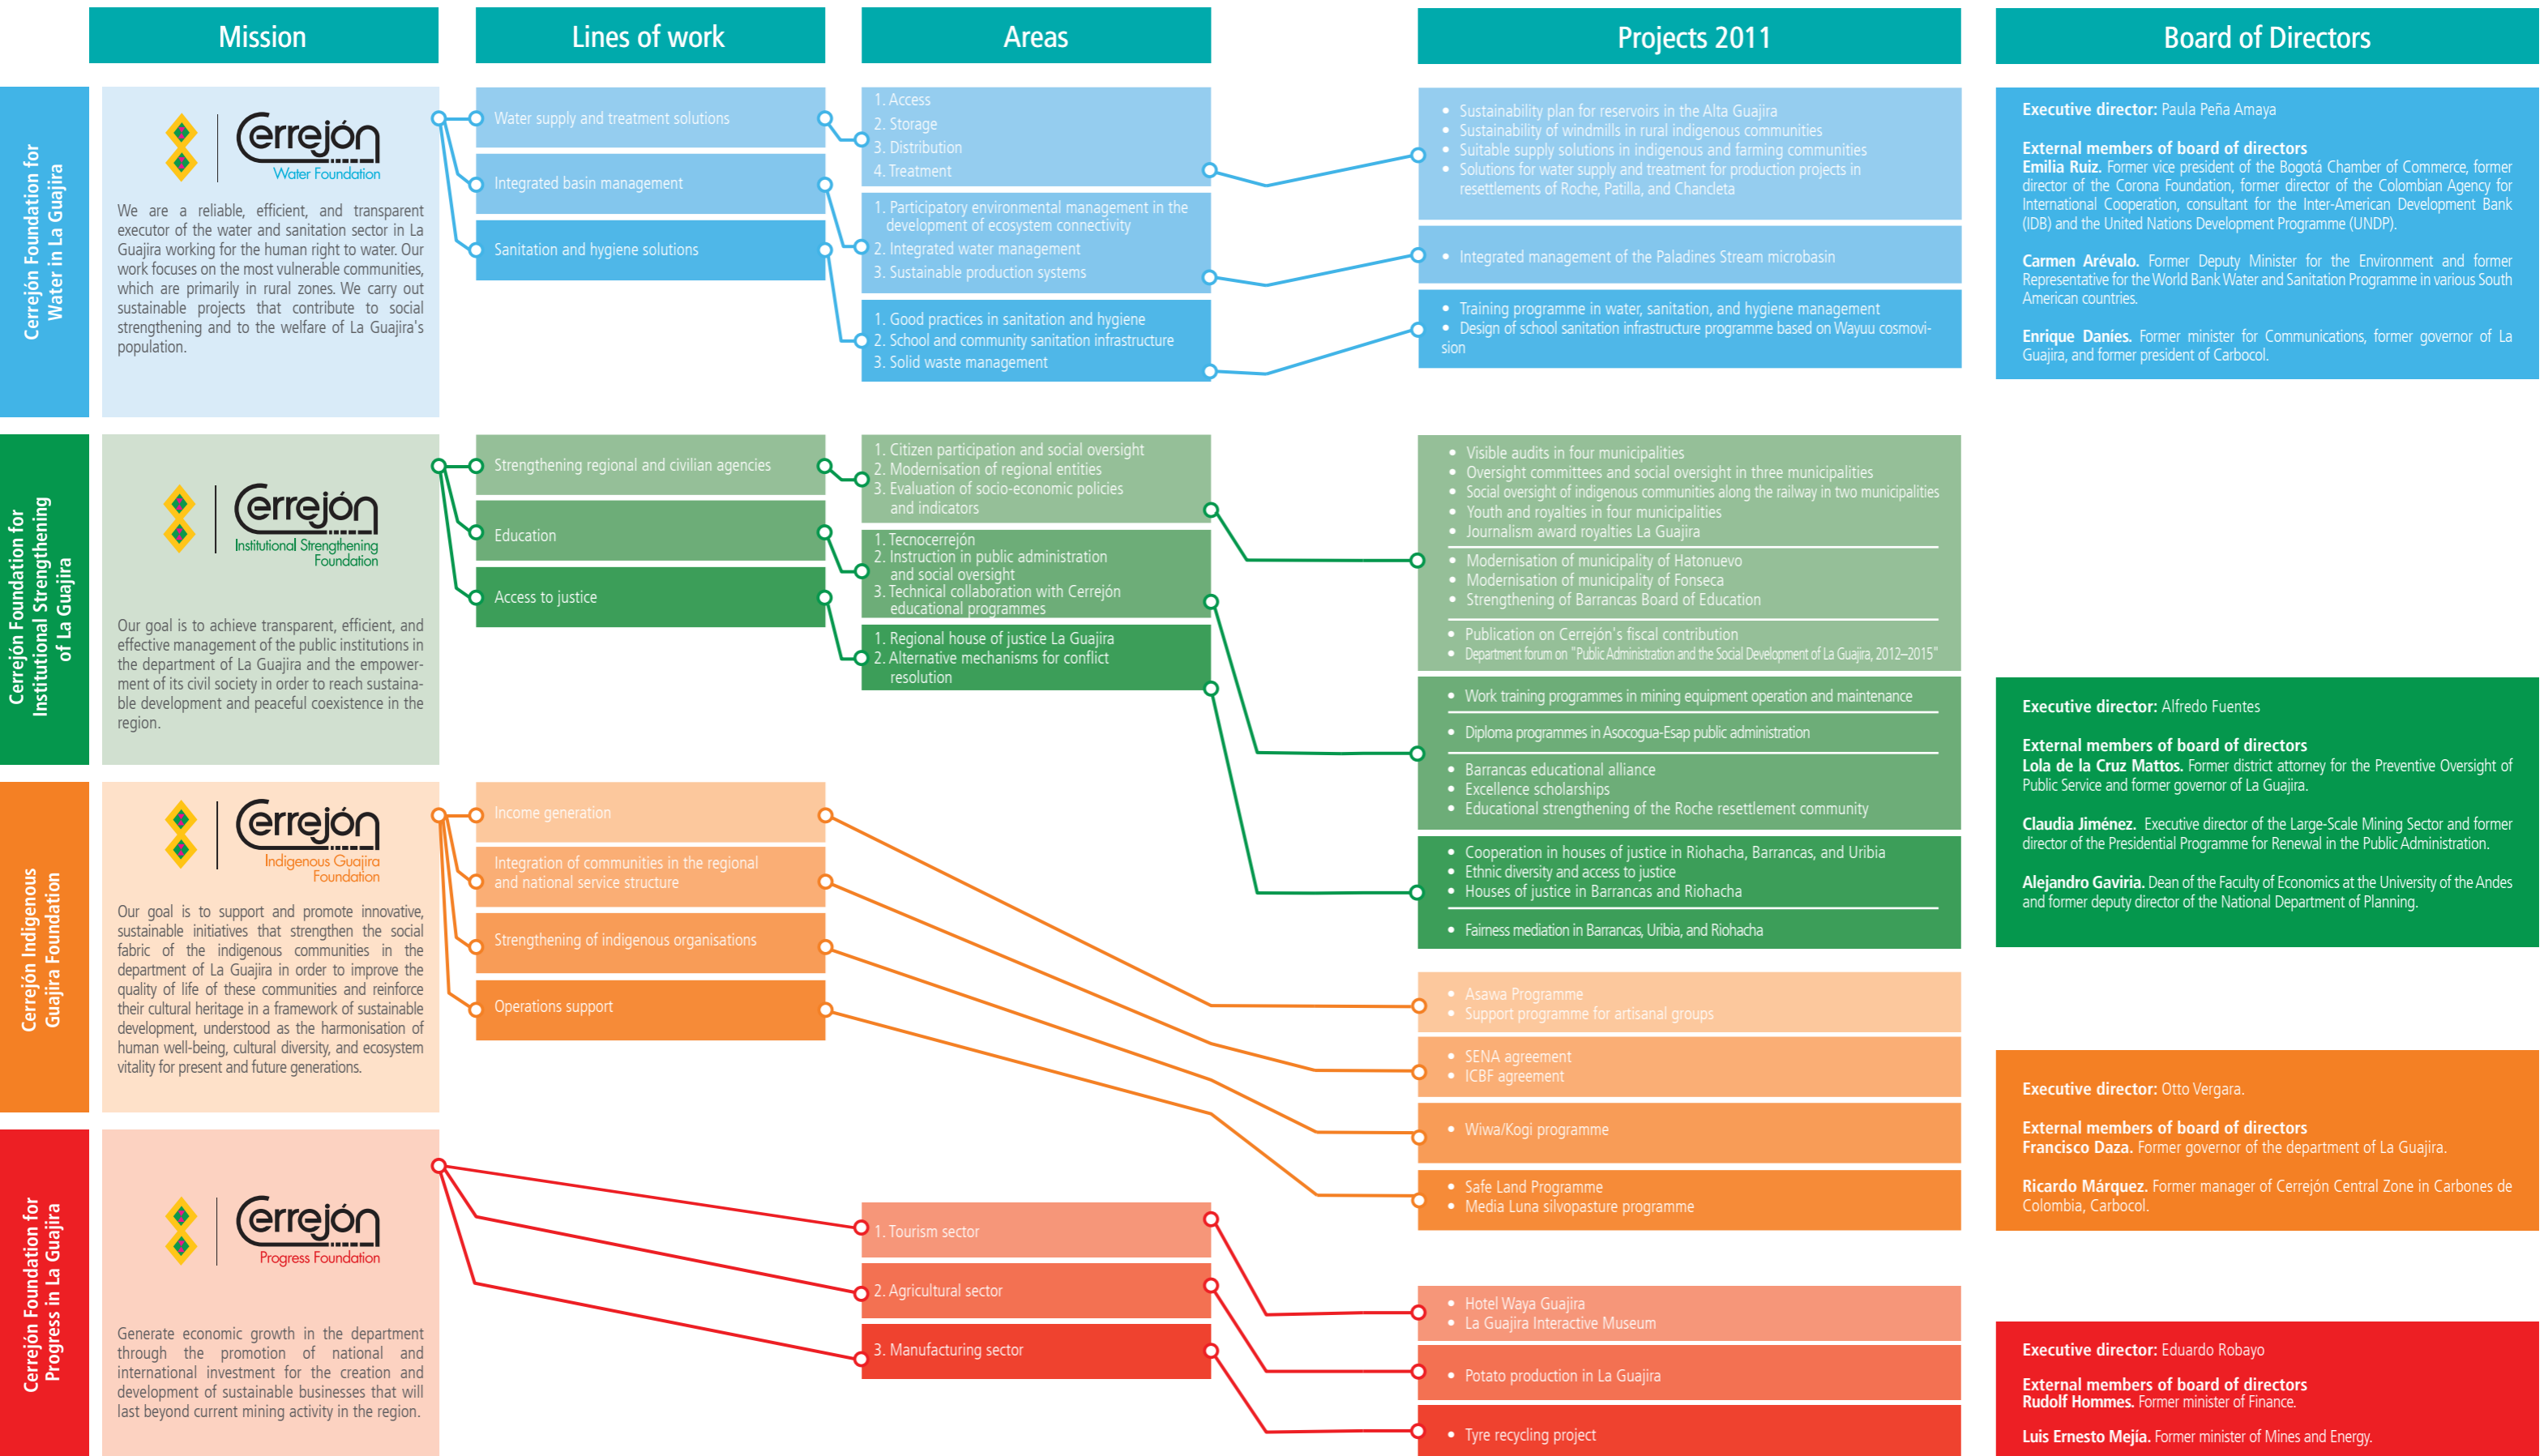 Mission
Lines of work
Areas
Projects 2011
Board of Directors
Cerrejón Foundation for
Water in La Guajira
Cerrejón
Water Foundation
We are a reliable, efficient, and transparent
executor of the water and sanitation sector in La
Guajira working for the human right to water. Our
work focuses on the most vulnerable communities,
which are primarily in rural zones. We carry out
sustainable projects that contribute to social
strengthening and to the welfare of La Guajira's
population.
Water supply and treatment solutions
Integrated basin management
Sanitation and hygiene solutions
1. Access
2. Storage
3. Distribution
4. Treatment
1. Participatory environmental management in the
development of ecosystem connectivity
2. Integrated water management
3. Sustainable production systems
1. Good practices in sanitation and hygiene
2. School and community sanitation infrastructure
3. Solid waste management
• Sustainability plan for reservoirs in the Alta Guajira
• Sustainability of windmills in rural indigenous communities
• Suitable supply solutions in indigenous and farming communities
• Solutions for water supply and treatment for production projects in
resettlements of Roche, Patilla, and Chancleta
• Integrated management of the Paladines Stream microbasin
• Training programme in water, sanitation, and hygiene management
• Design of school sanitation infrastructure programme based on Wayuu cosmovi-
sion
Executive director: Paula Peña Amaya
External members of board of directors
Emilia Ruiz. Former vice president of the Bogotá Chamber of Commerce, former
director of the Corona Foundation, former director of the Colombian Agency for
International Cooperation, consultant for the Inter-American Development Bank
(IDB) and the United Nations Development Programme (UNDP).
Carmen Arévalo. Former Deputy Minister for the Environment and former
Representative for the World Bank Water and Sanitation Programme in various South
American countries.
Enrique Daníes. Former minister for Communications, former governor of La
Guajira, and former president of Carbocol.
Cerrejón Foundation for
Institutional Strengthening
of La Guajira
Cerrejón
Institutional Strengthening
Foundation
Our goal is to achieve transparent, efficient, and
effective management of the public institutions in
the department of La Guajira and the empower-
ment of its civil society in order to reach sustaina-
ble development and peaceful coexistence in the
region.
Strengthening regional and civilian agencies
Education
Access to justice
1. Citizen participation and social oversight
2. Modernisation of regional entities
3. Evaluation of socio-economic policies
and indicators
1. Tecnocerrejón
2. Instruction in public administration
and social oversight
3. Technical collaboration with Cerrejón
educational programmes
1. Regional house of justice La Guajira
2. Alternative mechanisms for conflict
resolution
• Visible audits in four municipalities
• Oversight committees and social oversight in three municipalities
• Social oversight of indigenous communities along the railway in two municipalities
• Youth and royalties in four municipalities
• Journalism award royalties La Guajira
• Modernisation of municipality of Hatonuevo
• Modernisation of municipality of Fonseca
• Strengthening of Barrancas Board of Education
• Publication on Cerrejón's fiscal contribution
• Department forum on "Public Administration and the Social Development of La Guajira, 2012–2015"
• Work training programmes in mining equipment operation and maintenance
• Diploma programmes in Asocogua-Esap public administration
• Barrancas educational alliance
• Excellence scholarships
• Educational strengthening of the Roche resettlement community
• Cooperation in houses of justice in Riohacha, Barrancas, and Uribia
• Ethnic diversity and access to justice
• Houses of justice in Barrancas and Riohacha
• Fairness mediation in Barrancas, Uribia, and Riohacha
Executive director: Alfredo Fuentes
External members of board of directors
Lola de la Cruz Mattos. Former district attorney for the Preventive Oversight of
Public Service and former governor of La Guajira.
Claudia Jiménez. Executive director of the Large-Scale Mining Sector and former
director of the Presidential Programme for Renewal in the Public Administration.
Alejandro Gaviria. Dean of the Faculty of Economics at the University of the Andes
and former deputy director of the National Department of Planning.
Cerrejón Indigenous
Guajira Foundation
Cerrejón
Indigenous Guajira
Foundation
Our goal is to support and promote innovative,
sustainable initiatives that strengthen the social
fabric of the indigenous communities in the
department of La Guajira in order to improve the
quality of life of these communities and reinforce
their cultural heritage in a framework of sustainable
development, understood as the harmonisation of
human well-being, cultural diversity, and ecosystem
vitality for present and future generations.
Income generation
Integration of communities in the regional
and national service structure
Strengthening of indigenous organisations
Operations support
• Asawa Programme
• Support programme for artisanal groups
• SENA agreement
• ICBF agreement
• Wiwa/Kogi programme
• Safe Land Programme
• Media Luna silvopasture programme
Executive director: Otto Vergara.
External members of board of directors
Francisco Daza. Former governor of the department of La Guajira.
Ricardo Márquez. Former manager of Cerrejón Central Zone in Carbones de
Colombia, Carbocol.
Cerrejón Foundation for
Progress in La Guajira
Cerrejón
Progress Foundation
Generate economic growth in the department
through the promotion of national and
international investment for the creation and
development of sustainable businesses that will
last beyond current mining activity in the region.
1. Tourism sector
2. Agricultural sector
3. Manufacturing sector
• Hotel Waya Guajira
• La Guajira Interactive Museum
• Potato production in La Guajira
• Tyre recycling project
Executive director: Eduardo Robayo
External members of board of directors
Rudolf Hommes. Former minister of Finance.
Luis Ernesto Mejía. Former minister of Mines and Energy.